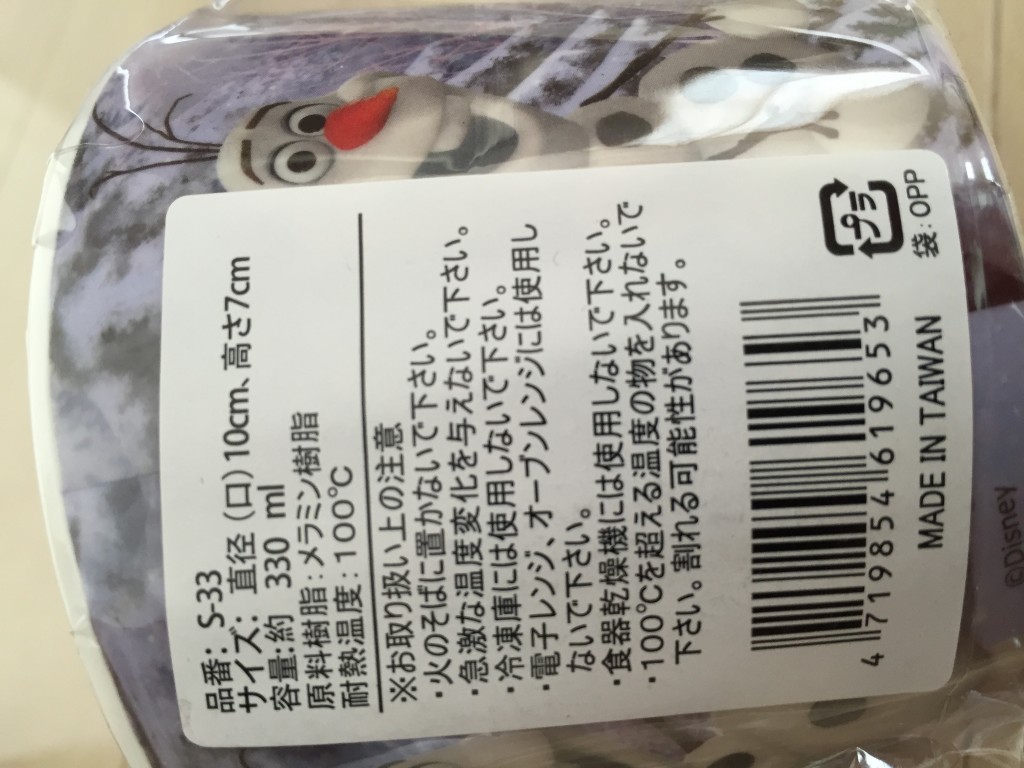 品番: S-33
サイズ: 直径(口)10cm、高さ7cm
容量:約 330 ml
原料樹脂:メラミン樹脂
耐熱温度:100℃
※お取り扱い上の注意
・火のそばに置かないで下さい。
・急激な温度変化を与えないで下さい。
・冷凍庫には使用しないで下さい。
・電子レンジ、オーブンレンジには使用し
ないで下さい。
・食器乾燥機には使用しないで下さい。
・100℃を超える温度の物を入れないで
下さい。割れる可能性があります。
プラ
袋:OPP
4719854619653
MADE IN TAIWAN
©Disney